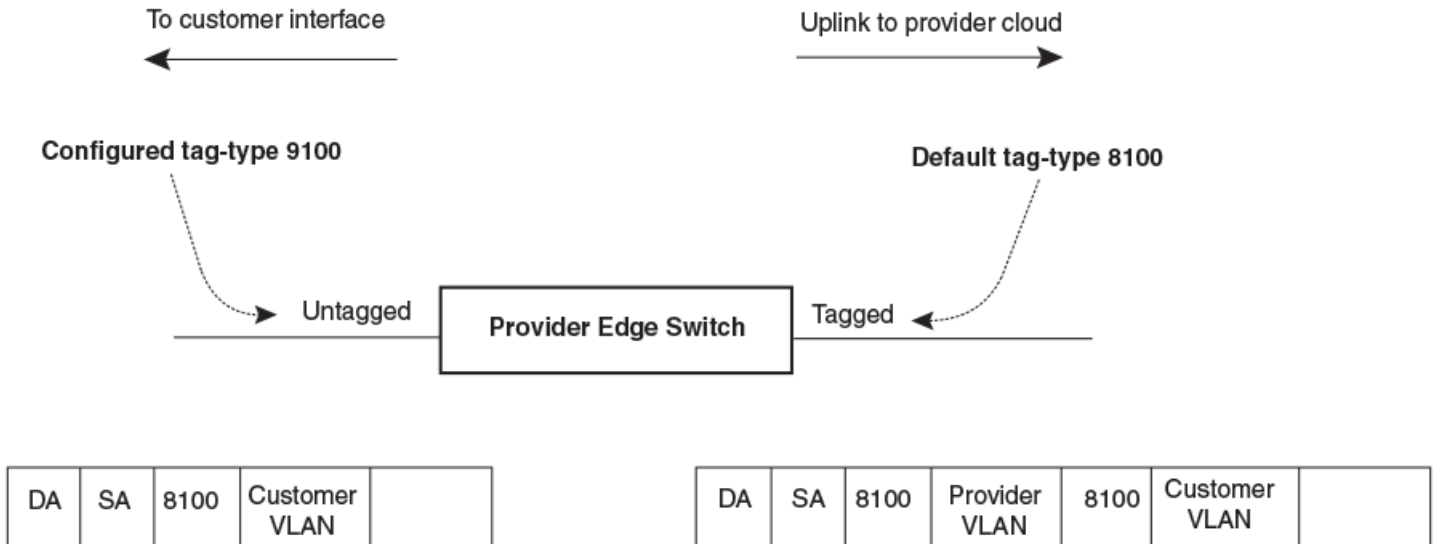 To customer interface
Uplink to provider cloud
Configured tag-type 9100
Default tag-type 8100
Untagged
Provider Edge Switch
Tagged
DA
SA
8100
Customer
VLAN
DA
SA
8100
Provider
VLAN
8100
Customer
VLAN